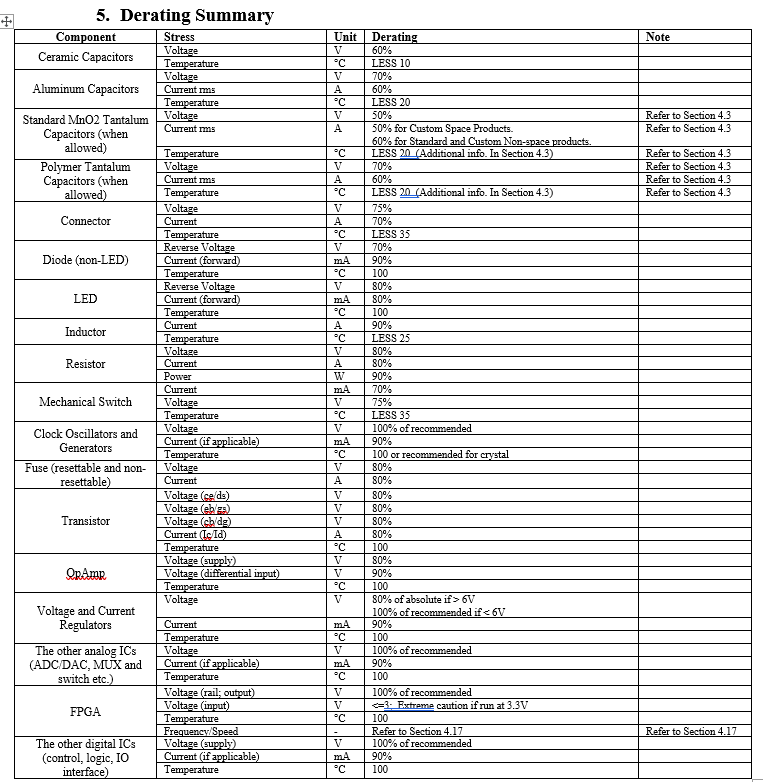 5. Derating Summary
Component Stress Unit Derating Note
Ceramic Capacitors
Voltage V 60%
Temperature °C LESS 10
Aluminum Capacitors
Voltage V 70%
Current rms A 60%
Temperature °C LESS 20
Standard MnO2 Tantalum
Capacitors (when
allowed)
Voltage V 50% Refer to Section 4.3
Current rms A 50% for Custom Space Products. Refer to Section 4.3
60% for Standard and Custom Non-space products.
Temperature °C LESS 20 (Additional info. In Section 4.3) Refer to Section 4.3
Polymer Tantalum
Capacitors (when
allowed)
Voltage V 70% Refer to Section 4.3
Current rms A 60% Refer to Section 4.3
Temperature °C LESS 20 (Additional info. In Section 4.3) Refer to Section 4.3
Connector
Voltage V 75%
Current A 70%
Temperature °C LESS 35
Diode (non-LED)
Reverse Voltage V 70%
Current (forward) mA 90%
Temperature °C 100
LED
Reverse Voltage V 80%
Current (forward) mA 80%
Temperature °C 100
Inductor
Current A 90%
Temperature °C LESS 25
Resistor
Voltage V 80%
Current A 80%
Power W 90%
Mechanical Switch
Current mA 70%
Voltage V 75%
Temperature °C LESS 35
Clock Oscillators and
Generators
Voltage V 100% of recommended
Current (if applicable) mA 90%
Temperature °C 100 or recommended for crystal
Fuse (resettable and non-
resettable)
Voltage V 80%
Current A 80%
Transistor
Voltage (ce/ds) V 80%
Voltage (eb/gs) V 80%
Voltage (cb/dg) V 80%
Current (Ic/Id) A 80%
Temperature °C 100
OpAmp
Voltage (supply) V 80%
Voltage (differential input) V 90%
Temperature °C 100
Voltage and Current
Regulators
Voltage V 80% of absolute if > 6V
100% of recommended if < 6V
Current mA 90%
Temperature °C 100
The other analog ICs
(ADC/DAC, MUX and
switch etc.)
Voltage V 100% of recommended
Current (if applicable) mA 90%
Temperature °C 100
FPGA
Voltage (rail; output) V 100% of recommended
Voltage (input) V <=3; Extreme caution if run at 3.3V
Temperature °C 100
Frequency/Speed - Refer to Section 4.17 Refer to Section 4.17
The other digital ICs
(control, logic, IO
interface)
Voltage (supply) V 100% of recommended
Current (if applicable) mA 90%
Temperature °C 100